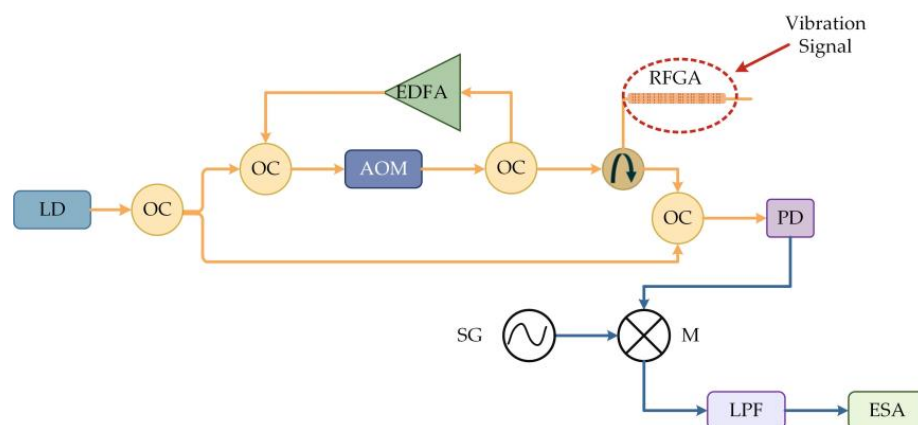 Vibration
Signal
RFGA
EDFA
OC
AOM
OC
LD
OC
OC
PD
SG
M
LPF
ESA